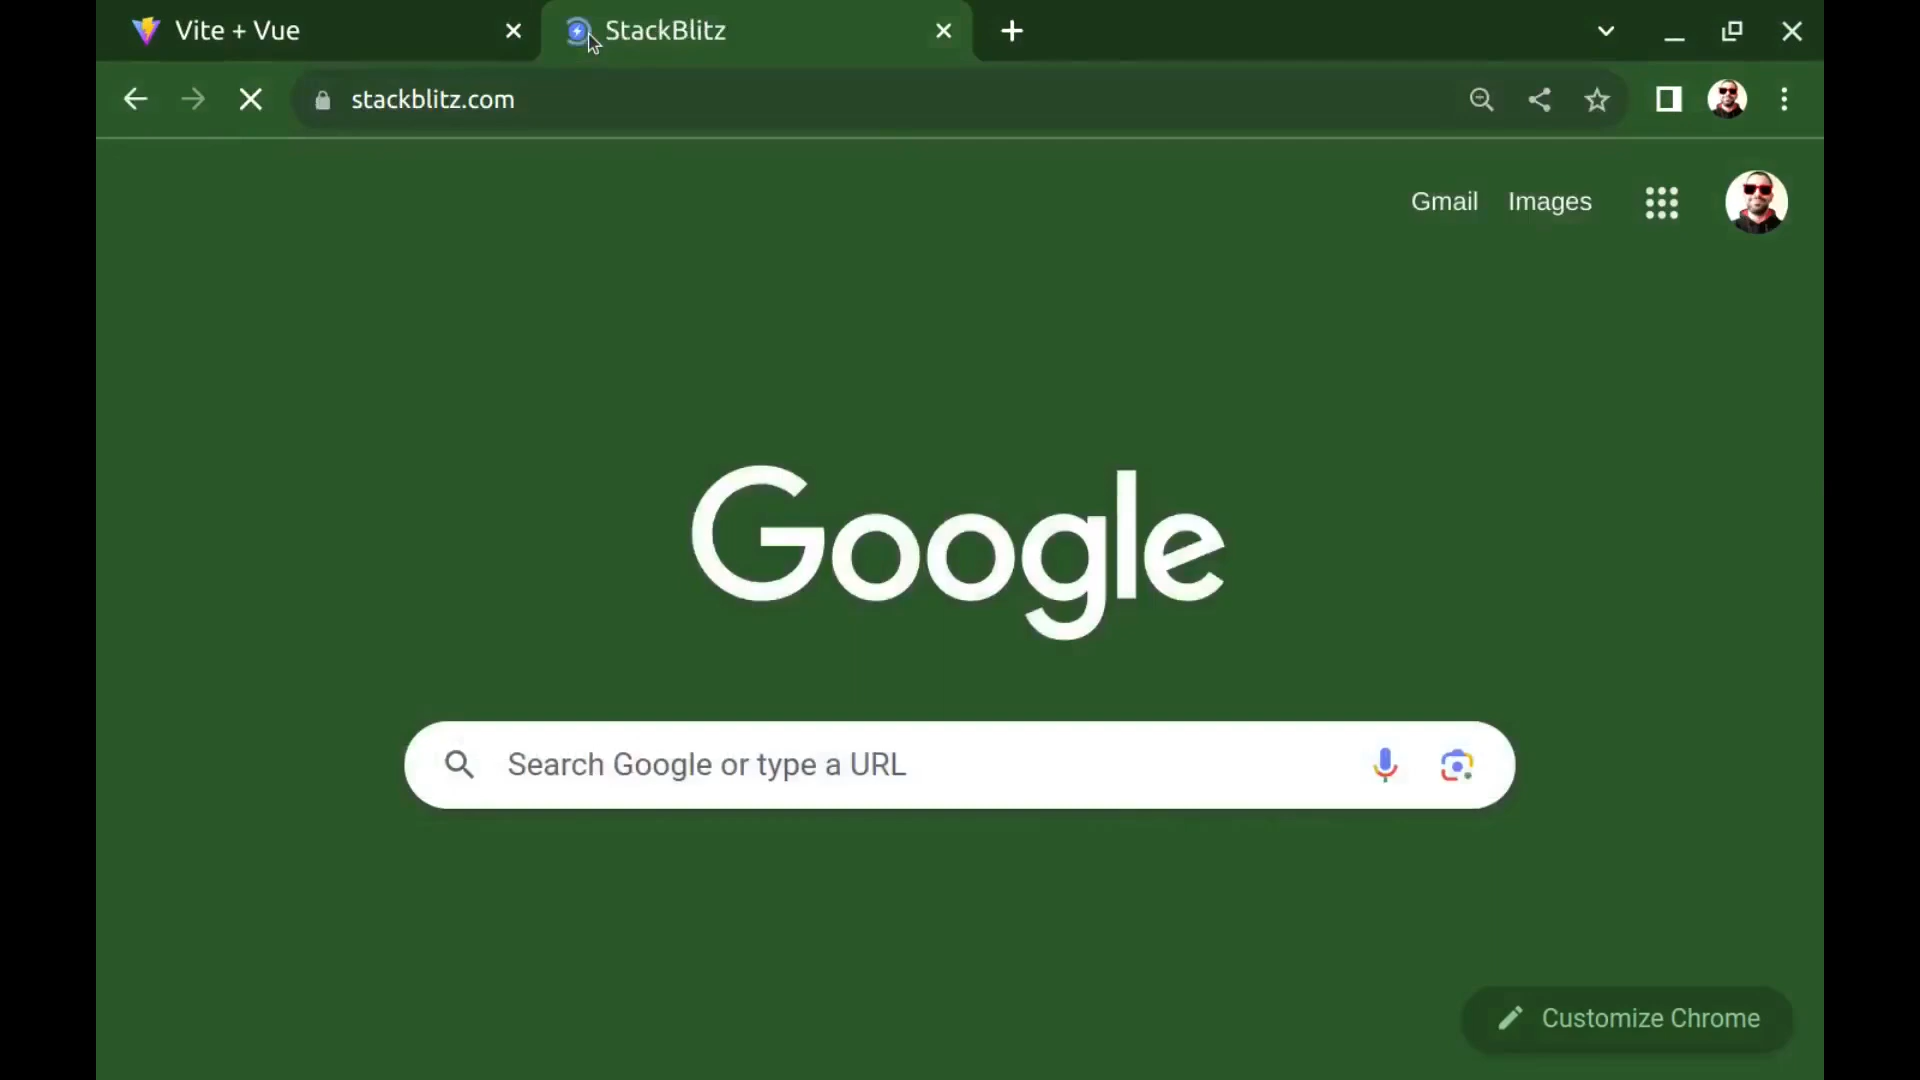 Vite + Vue
StackBlitz
stackblitz.com
Gmail Images
Google
Search Google or type a URL
Customize Chrome